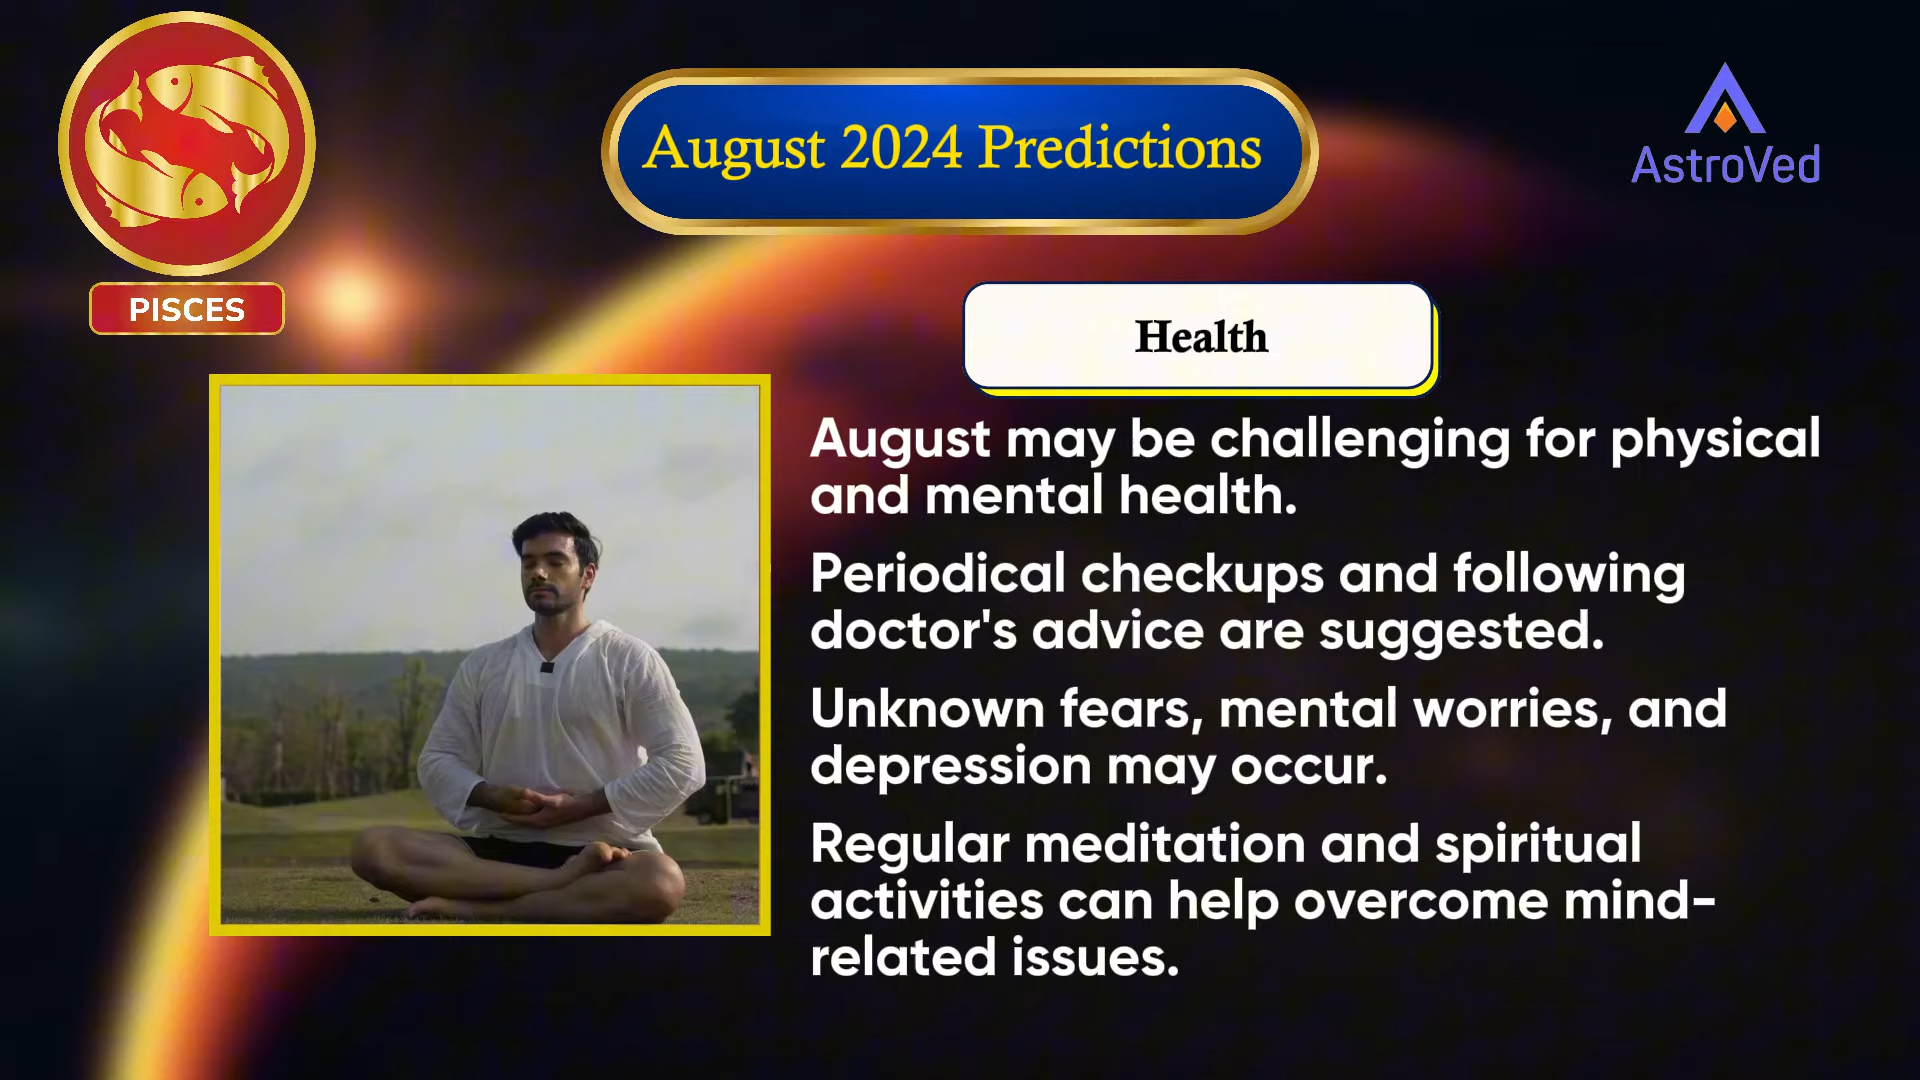 August 2024 Predictions
AstroVed
PISCES
Health
August may be challenging for physical
and mental health.
Periodical checkups and following
doctor's advice are suggested.
Unknown fears, mental worries, and
depression may occur.
Regular meditation and spiritual
activities can help overcome mind-
related issues.